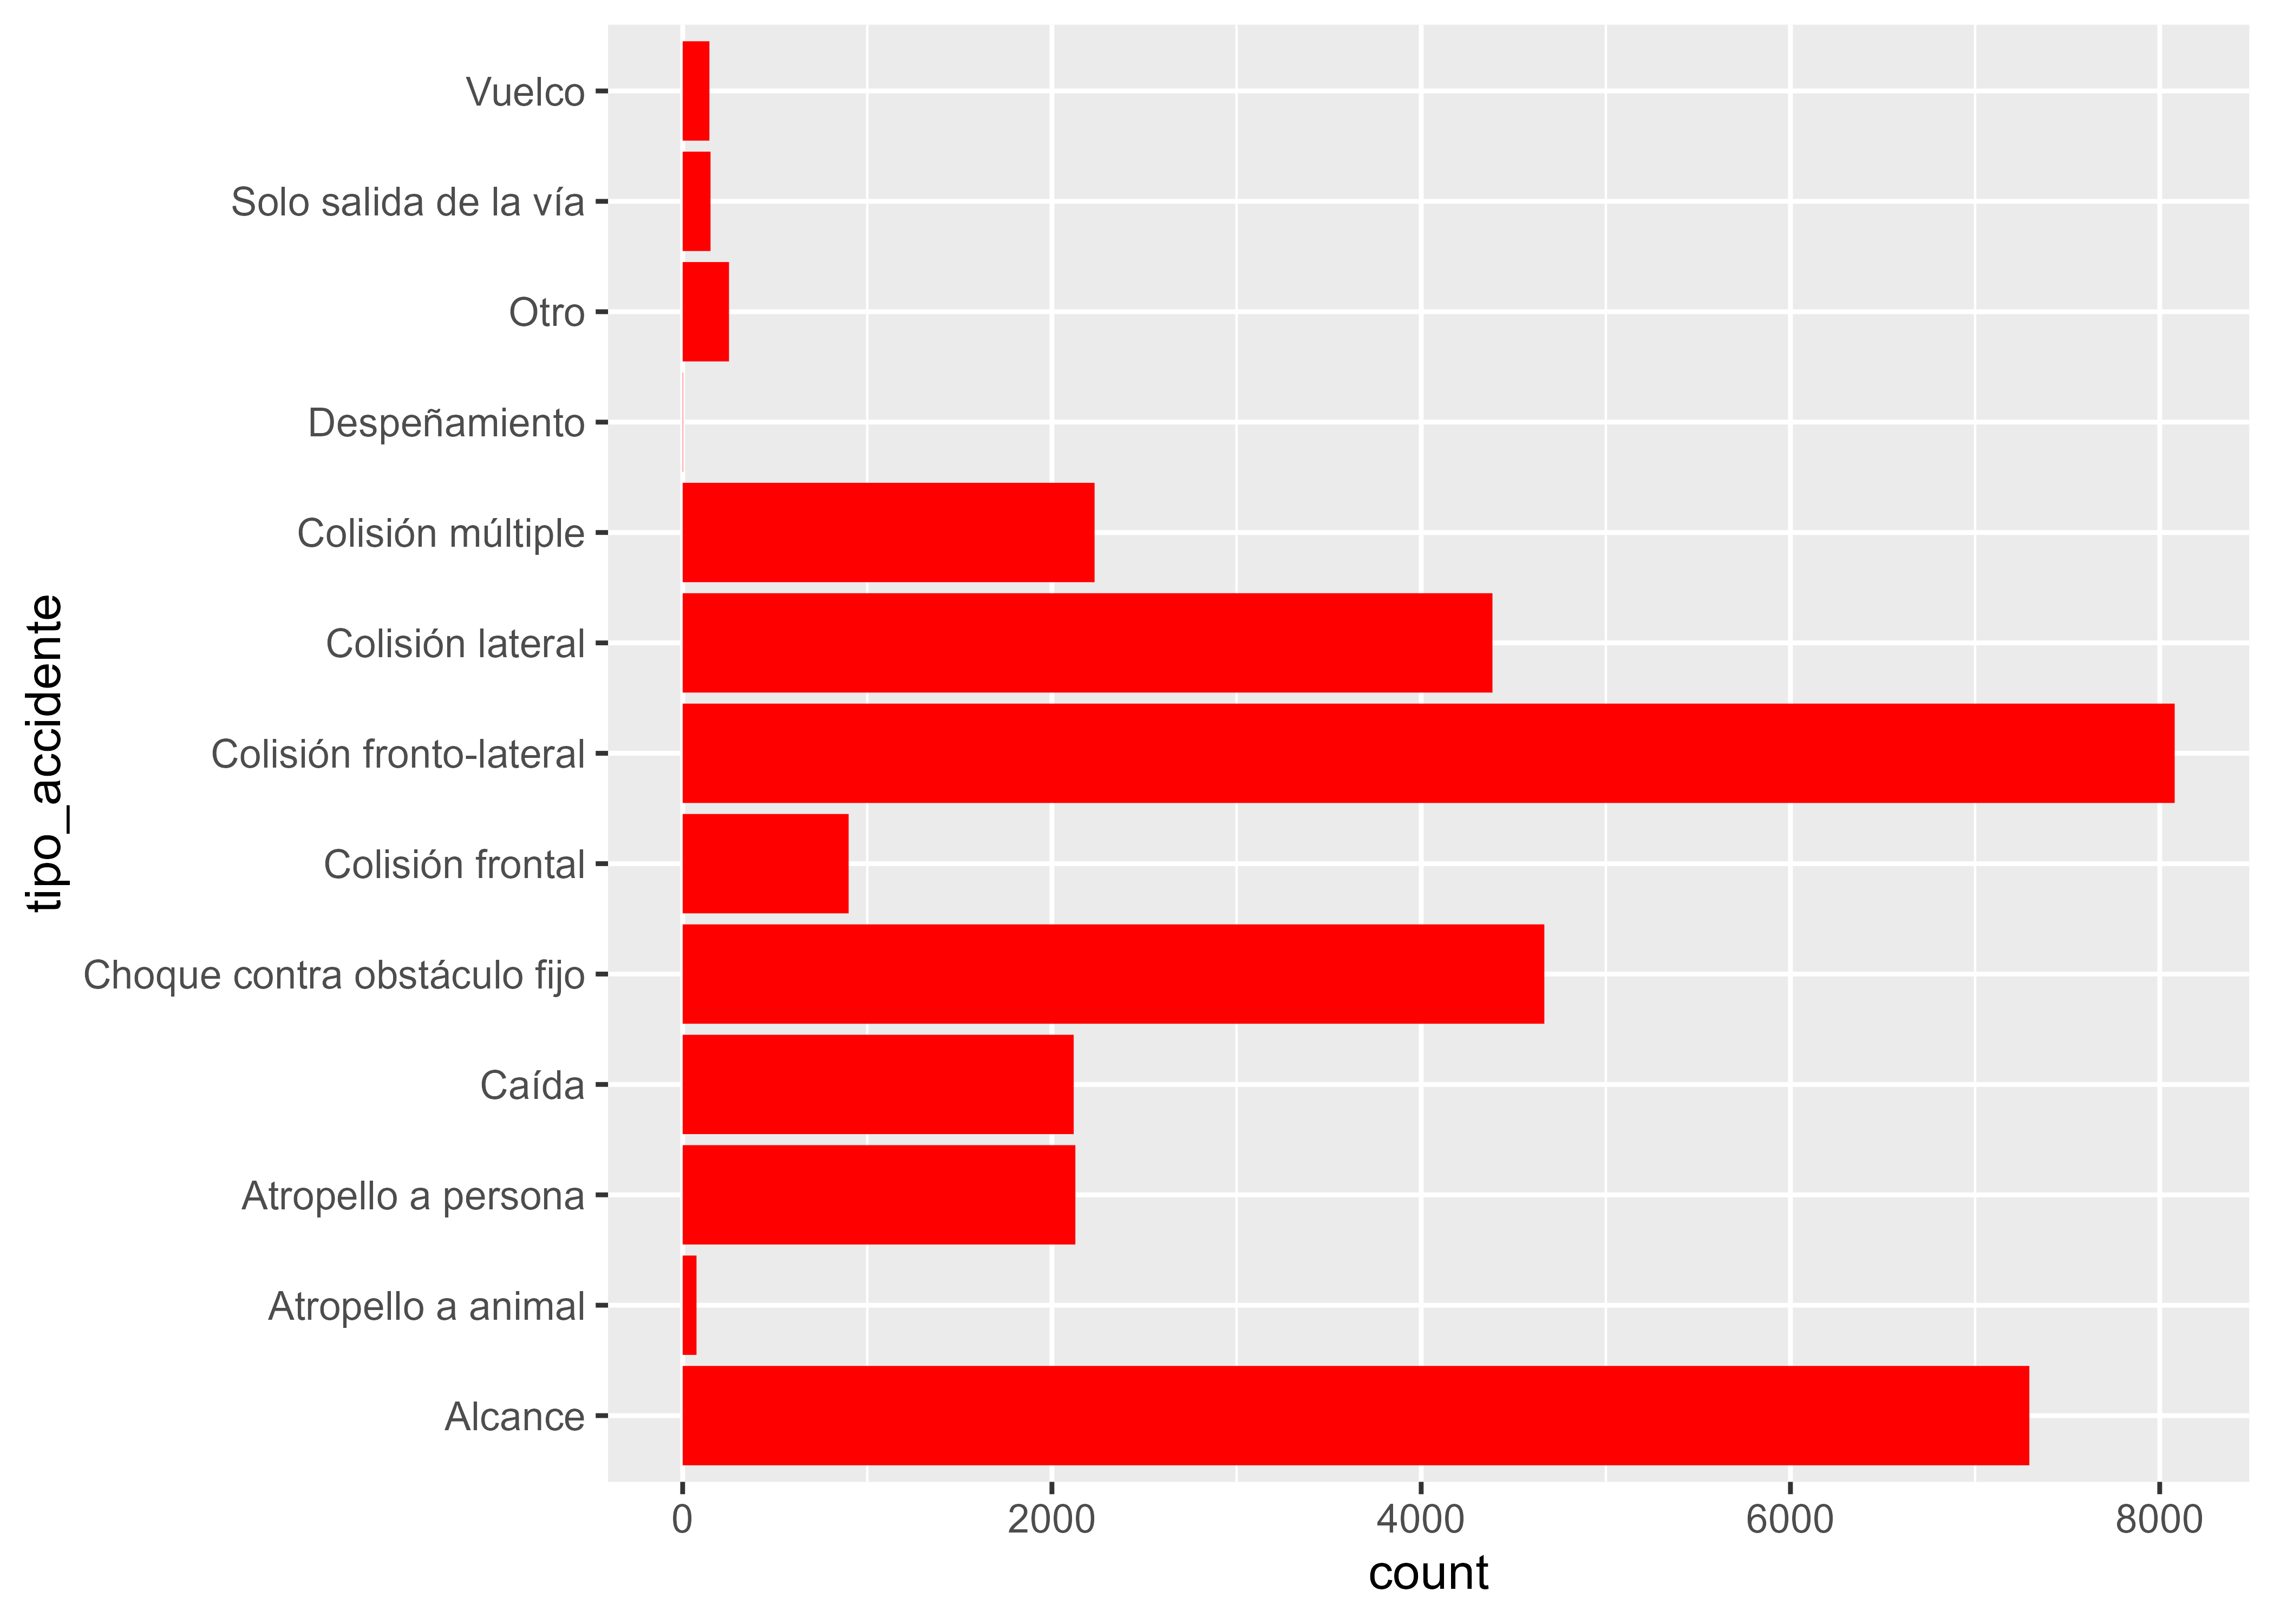 tipo_accidente
Vuelco
Solo salida de la vía
Otro
Despeñamiento
Colisión múltiple
Colisión lateral
Colisión fronto-lateral
Colisión frontal
Choque contra obstáculo fijo
Caída
Atropello a persona
Atropello a animal
Alcance
0 2000 4000 6000 8000
count